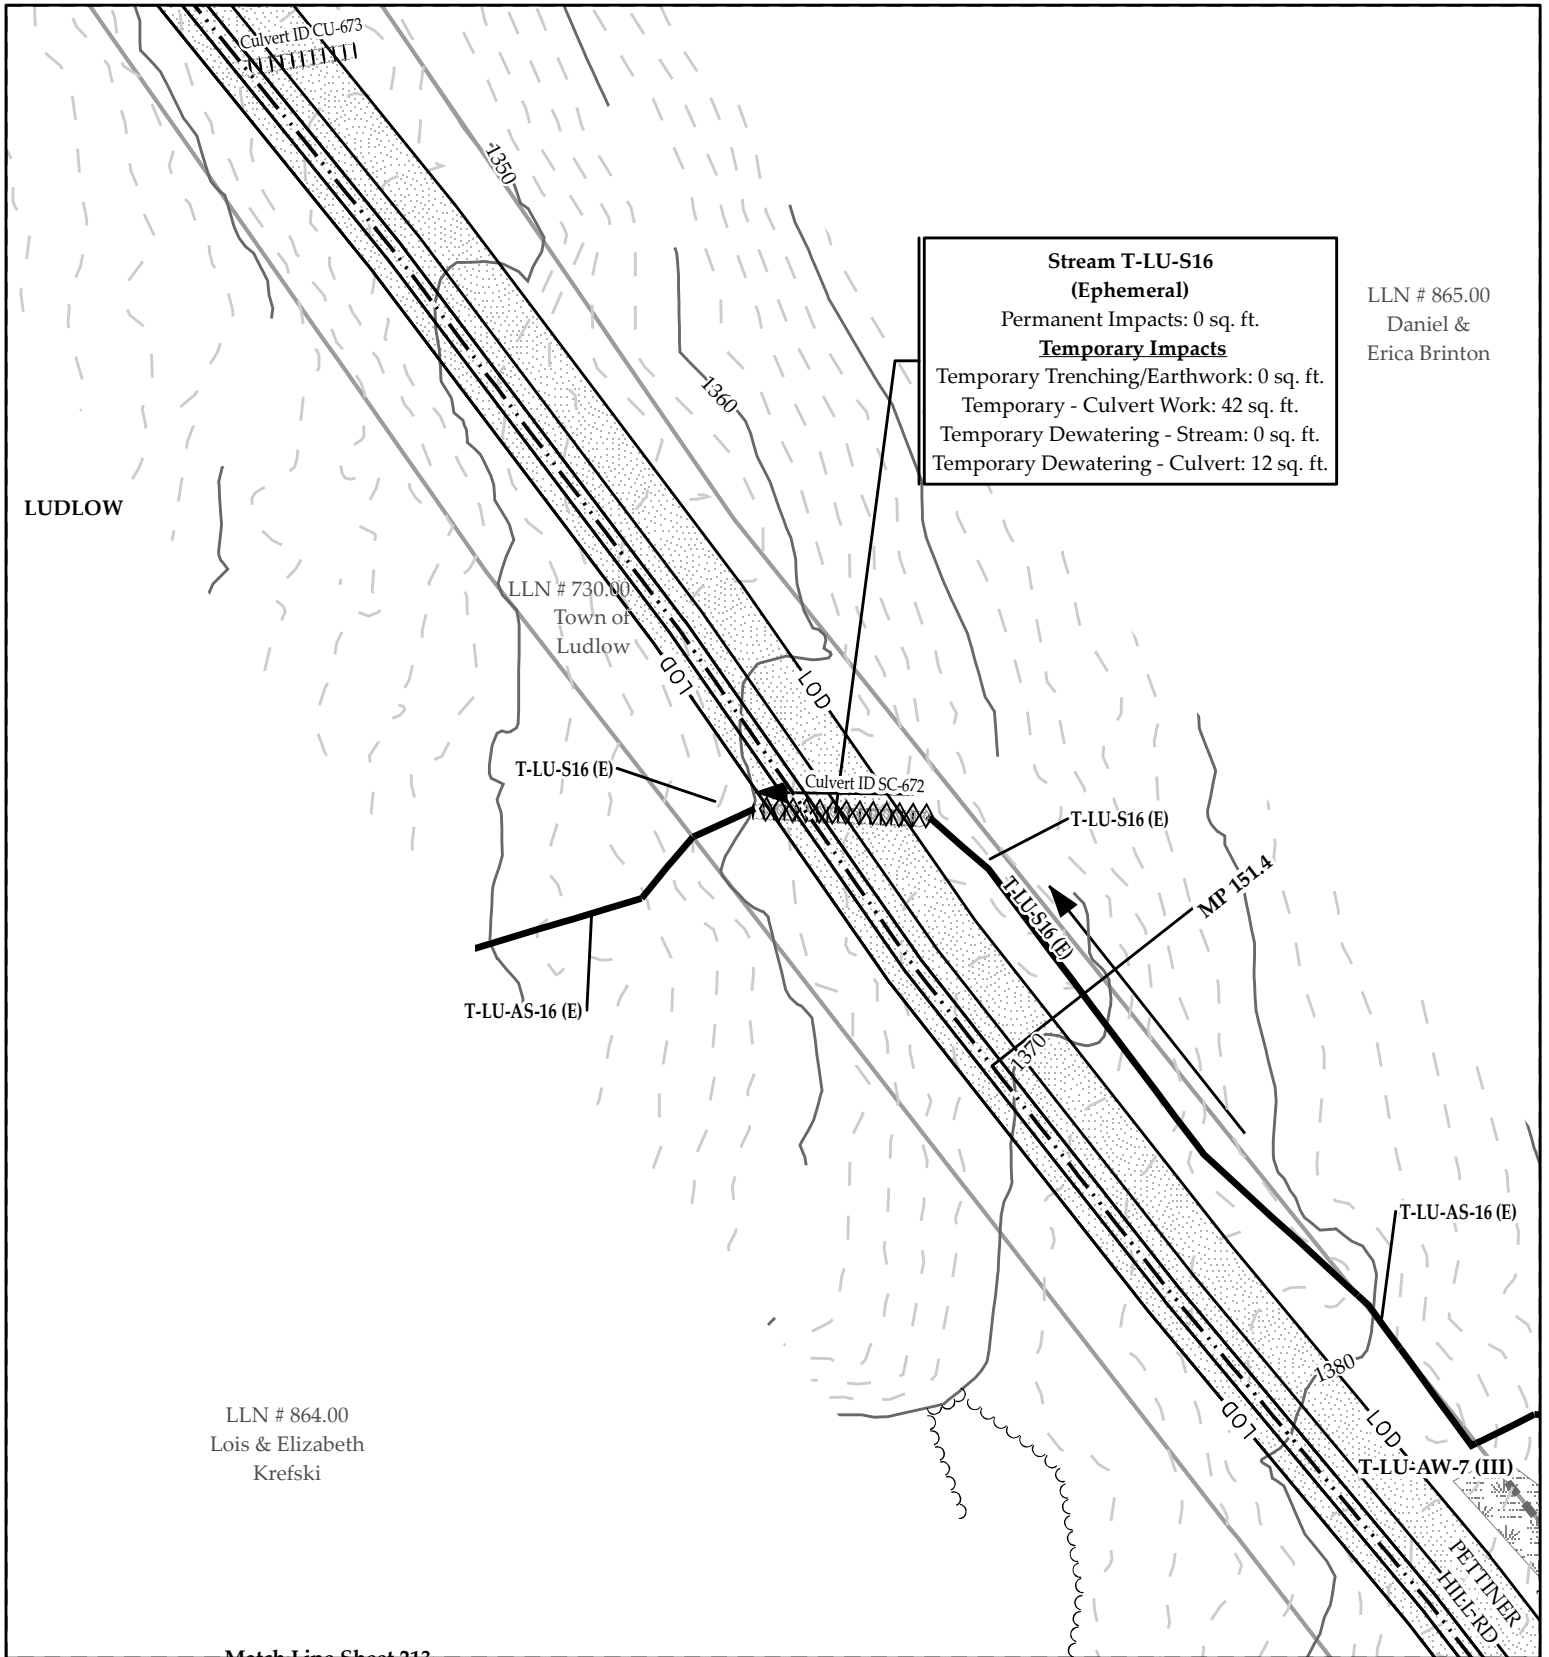 Culvert ID CU-673
1350
Stream T-LU-S16
(Ephemeral)
Permanent Impacts: 0 sq. ft.
Temporary Impacts
Temporary Trenching/Earthwork: 0 sq. ft.
Temporary - Culvert Work: 42 sq. ft.
Temporary Dewatering - Stream: 0 sq. ft.
Temporary Dewatering - Culvert: 12 sq. ft.
LLN # 865.00
Daniel &
Erica Brinton
1360
LUDLOW
LLN # 730.00
Town of
Ludlow
LOD
LOD
T-LU-S16 (E)
Culvert ID SC-672
T-LU-S16 (E)
T-LU-S16 (E)
MP 151.4
T-LU-AS-16 (E)
1370
T-LU-AS-16 (E)
1380
LLN # 864.00
Lois & Elizabeth
Krefski
LOD
LOD
T-LU-AW-7 (III)
PETTINER
HILL RD
Match Line Sheet 213